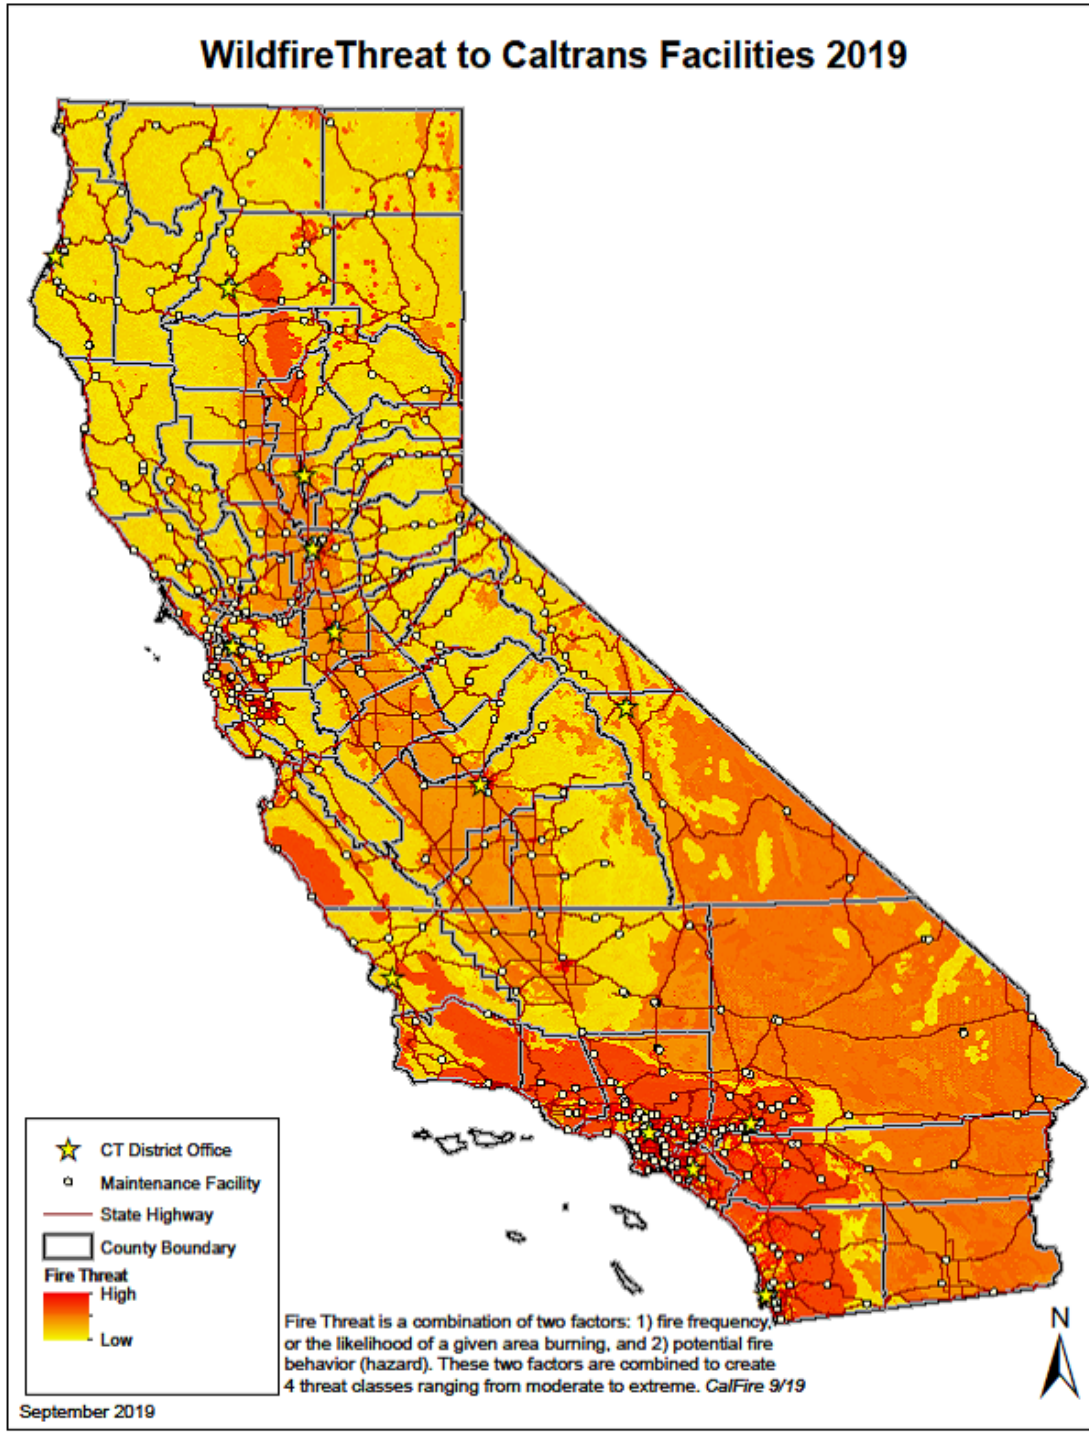 WildfireThreat to Caltrans Facilities 2019
CT District Office
Maintenance Facility
State Highway
County Boundary
Fire Threat
High
Low
Fire Threat is a combination of two factors: 1) fire frequency,
or the likelihood of a given area burning, and 2) potential fire
behavior (hazard). These two factors are combined to create
4 threat classes ranging from moderate to extreme. CalFire 9/19
N
September 2019